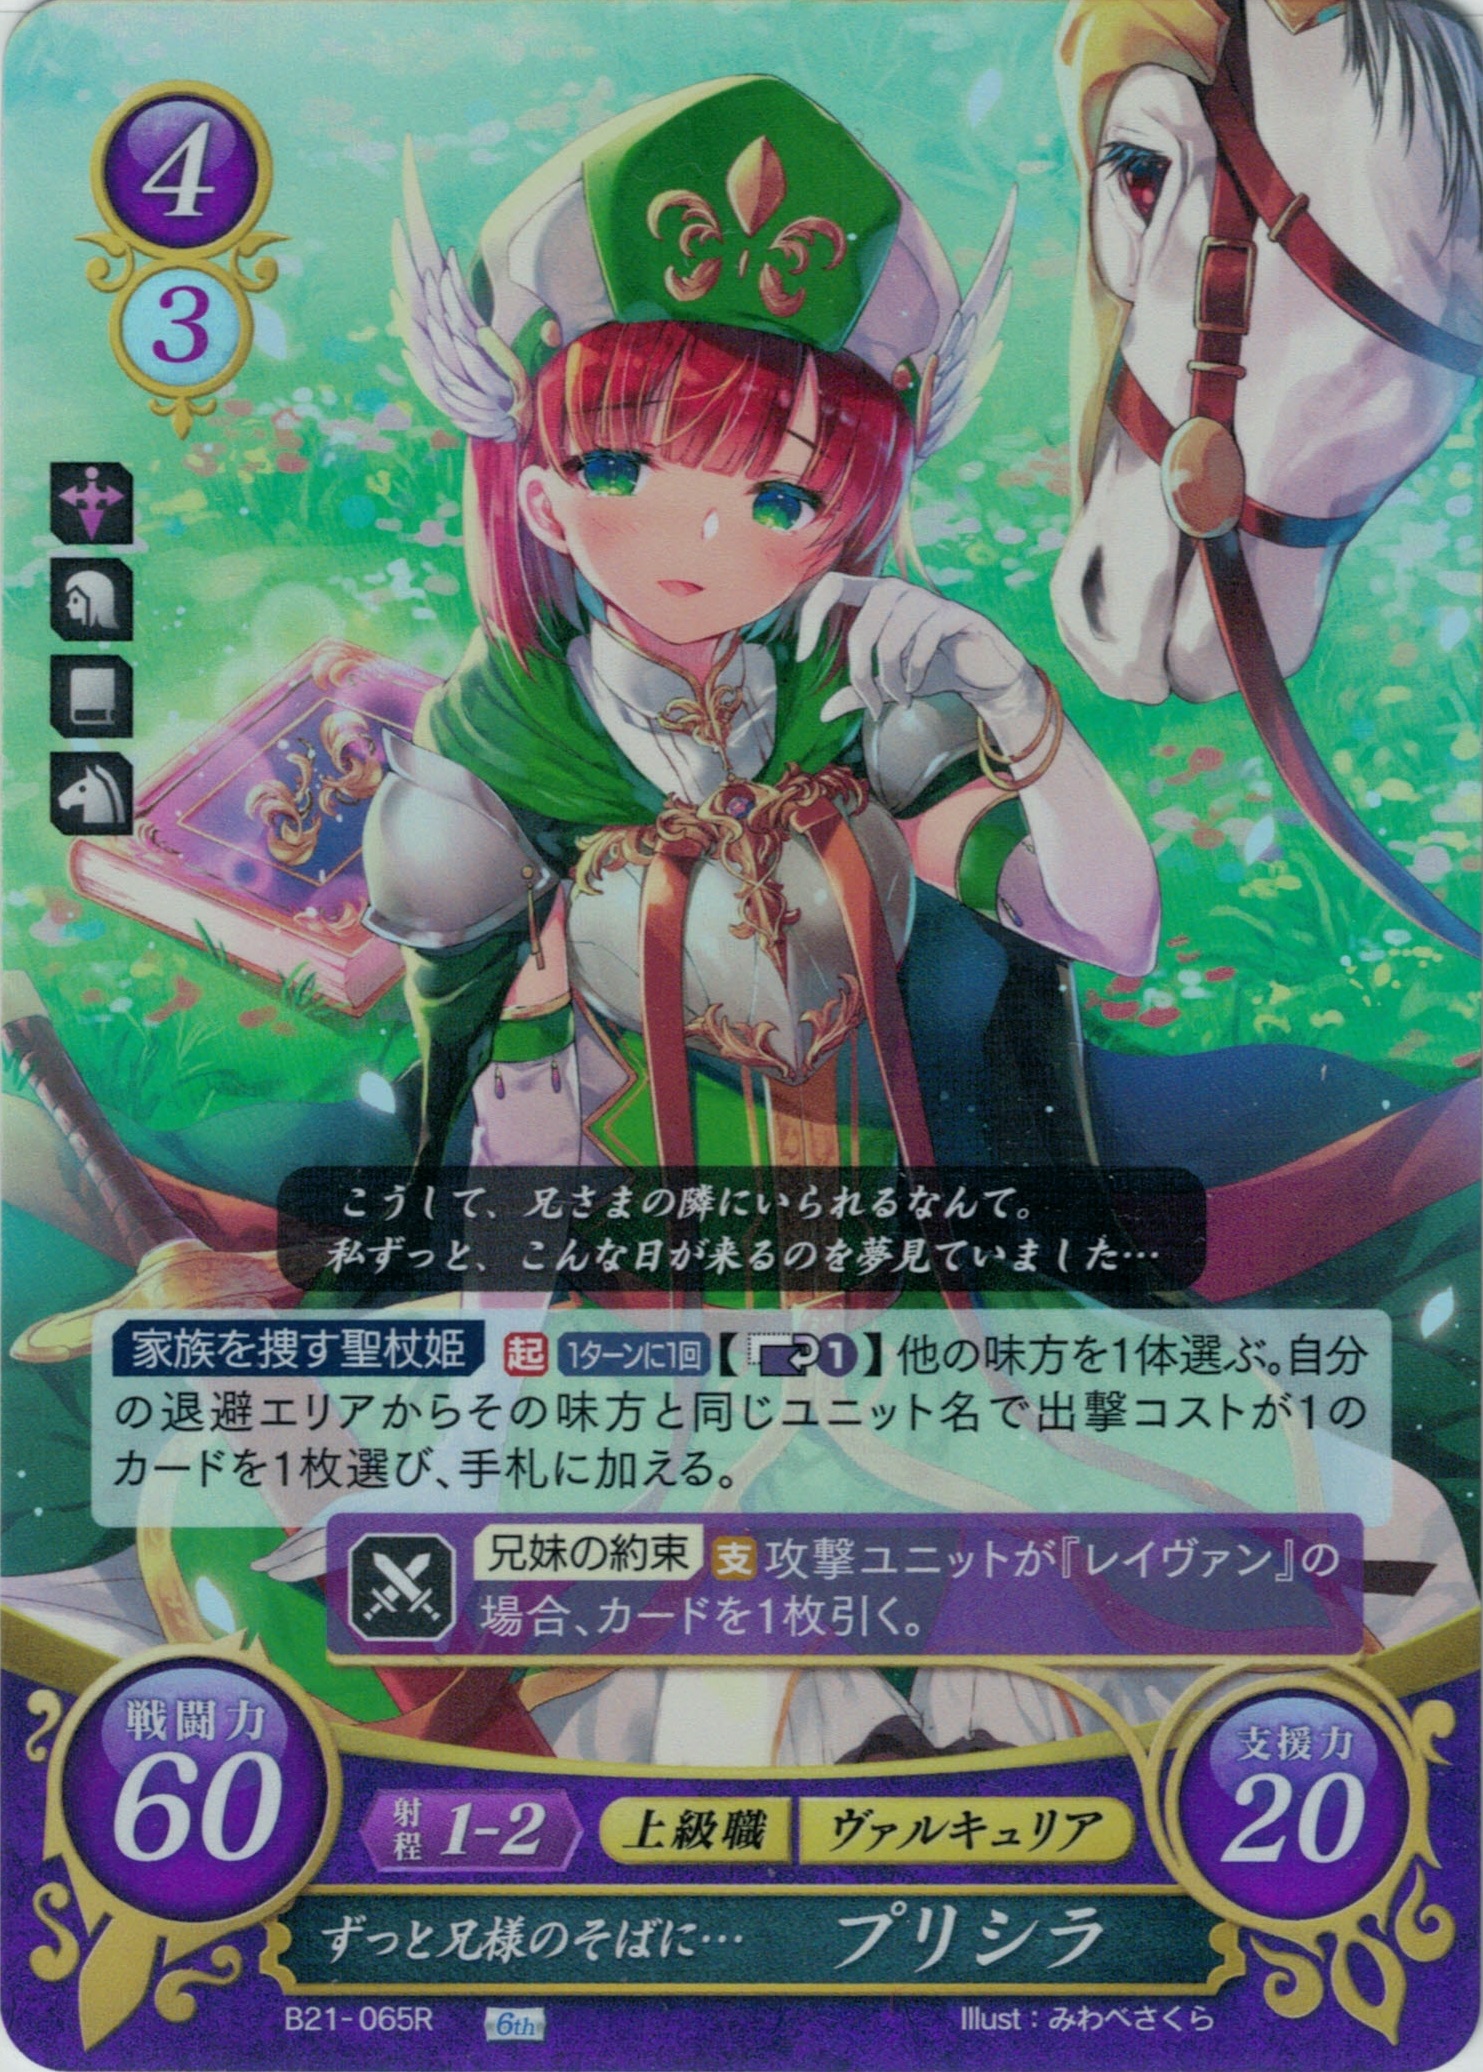 4
3
こうして、兄さまの隣にいられるなんて。
私ずっと、こんな日が来るのを夢見ていました…
家族を捜す聖杖姫 起 1ターンに1回【1】他の味方を1体選ぶ。自分
の退避エリアからその味方と同じユニット名で出撃コストが1の
カードを1枚選び、手札に加える。
兄妹の約束 支 攻撃ユニットが『レイヴァン』の
場合、カードを1枚引く。
戦闘力
60
射程 1-2 上級職 ヴァルキュリア
支援力
20
ずっと兄様のそばに… プリシラ
B21-065R 6th Illust：みわべさくら